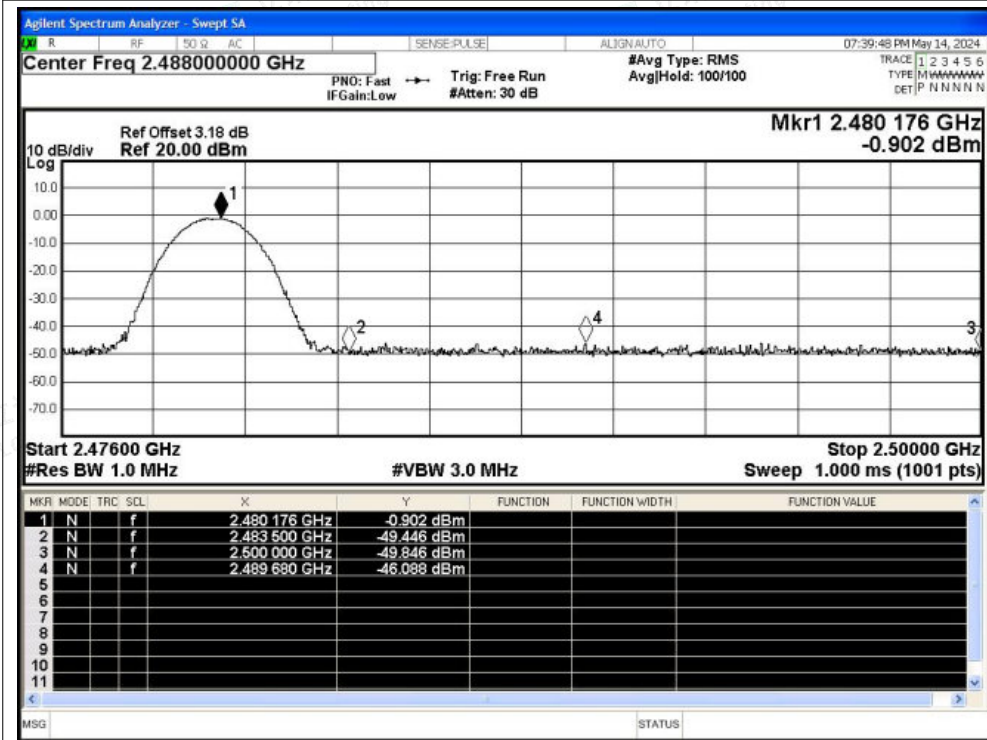 Agilent Spectrum Analyzer - Swept SA
LXI R RF 50 Ω AC SENSE:PULSE ALIGNAUTO 07:39:48 PM May 14, 2024
Center Freq 2.488000000 GHz
#Avg Type: RMS
TRACE 1 2 3 4 5 6
PNO: Fast Trig: Free Run Avg|Hold: 100/100
TYPE M WWWWW
IFGain:Low #Atten: 30 dB
DET P N N N N N
Mkr1 2.480 176 GHz
Ref Offset 3.18 dB
-0.902 dBm
10 dB/div Ref 20.00 dBm
Log
10.0
1
0.00
-10.0
-20.0
-30.0
-40.0
2
4
3
-50.0
-60.0
-70.0
Start 2.47600 GHz Stop 2.50000 GHz
#Res BW 1.0 MHz #VBW 3.0 MHz Sweep 1.000 ms (1001 pts)
MKR MODE TRC SCL X Y FUNCTION FUNCTION WIDTH FUNCTION VALUE
1 N f 2.480 176 GHz -0.902 dBm
2 N f 2.483 500 GHz -49.446 dBm
3 N f 2.500 000 GHz -49.846 dBm
4 N f 2.489 680 GHz -46.088 dBm
5
6
7
8
9
10
11
MSG STATUS